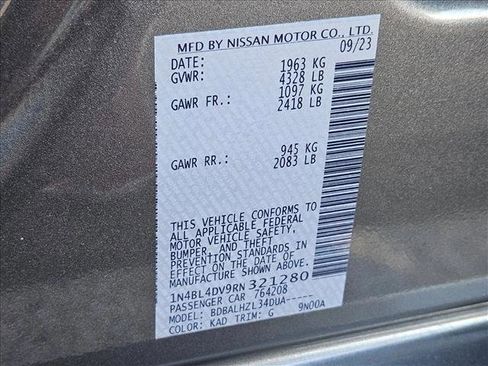 MFD BY NISSAN MOTOR CO., LTD.
DATE: 09/23
GVWR: 1963 KG
4328 LB
GAWR FR.: 1097 KG
2418 LB
GAWR RR.: 945 KG
2083 LB
THIS VEHICLE CONFORMS TO
ALL APPLICABLE FEDERAL
MOTOR VEHICLE SAFETY,
BUMPER, AND THEFT
PREVENTION STANDARDS IN
EFFECT ON THE DATE OF
MANUFACTURE SHOWN ABOVE.
1N4BL4DV9RN321280
PASSENGER CAR 764208
MODEL: BDBALHZL34DUA-----
COLOR: KAD TRIM: G 9N00A